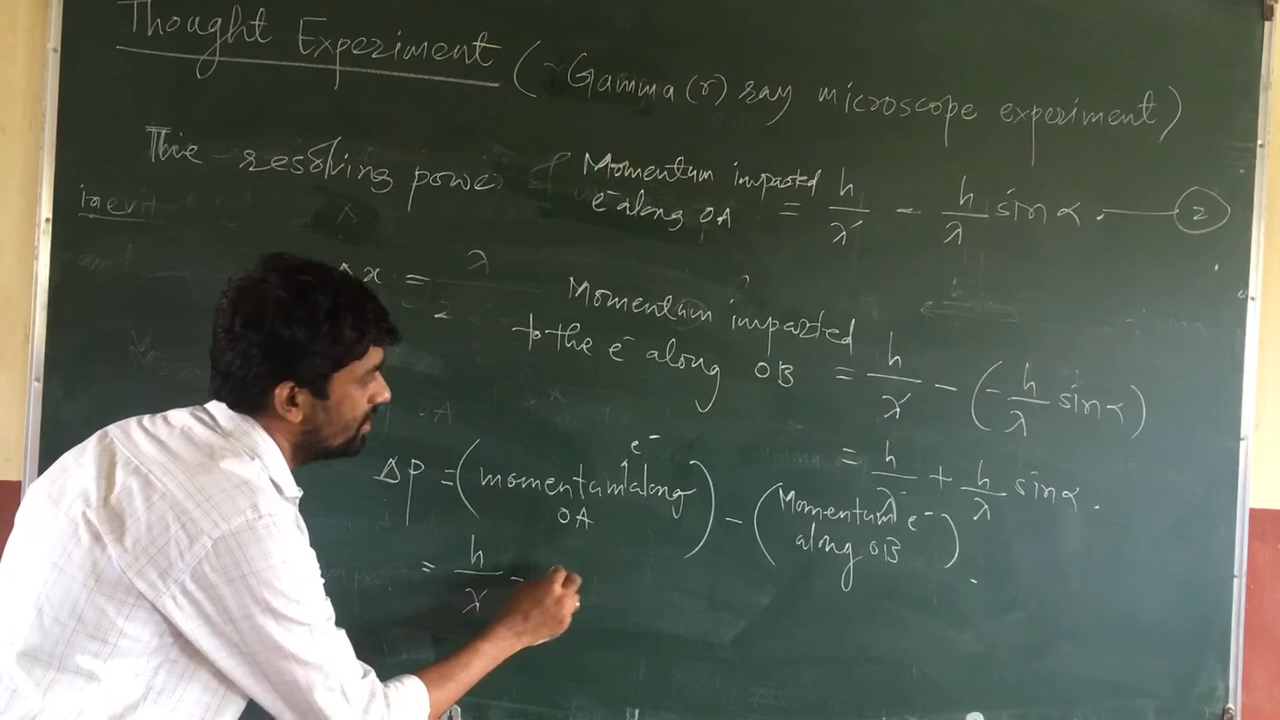 Thought Experiment (Gamma (r) ray microscope experiment)
The resolving power
Momentum imparted
e⁻ along OA = h/λ' - h/λ sin α. — (2)
Δx = λ/2
Momentum imparted
to the e⁻ along OB = h/λ' - (-h/λ sin α)
= h/λ' + h/λ sin α.
ΔP = (momentum e⁻ along OA) - (Momentum e⁻ along OB).
= h/λ' -